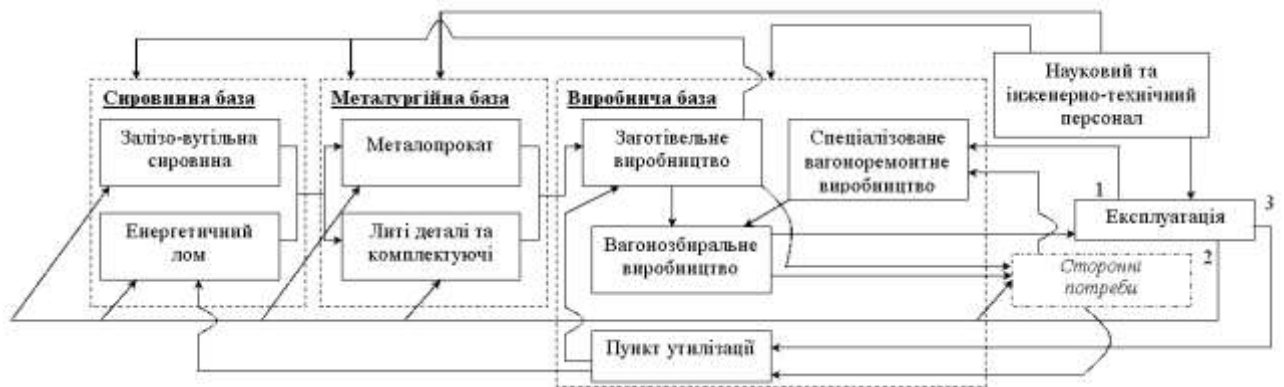 Науковий та
інженерно-технічний
персонал
Сировинна база
Залізо-вугільна
сировина
Енергетичний
лом
Металургійна база
Металопрокат
Литі деталі та
комплектуючі
Виробнича база
Заготівельне
виробництво
Спеціалізоване
вагоноремонтне
виробництво
Вагонозбиральне
виробництво
1
3
Експлуатація
2
Сторонні
потреби
Пункт утилізації